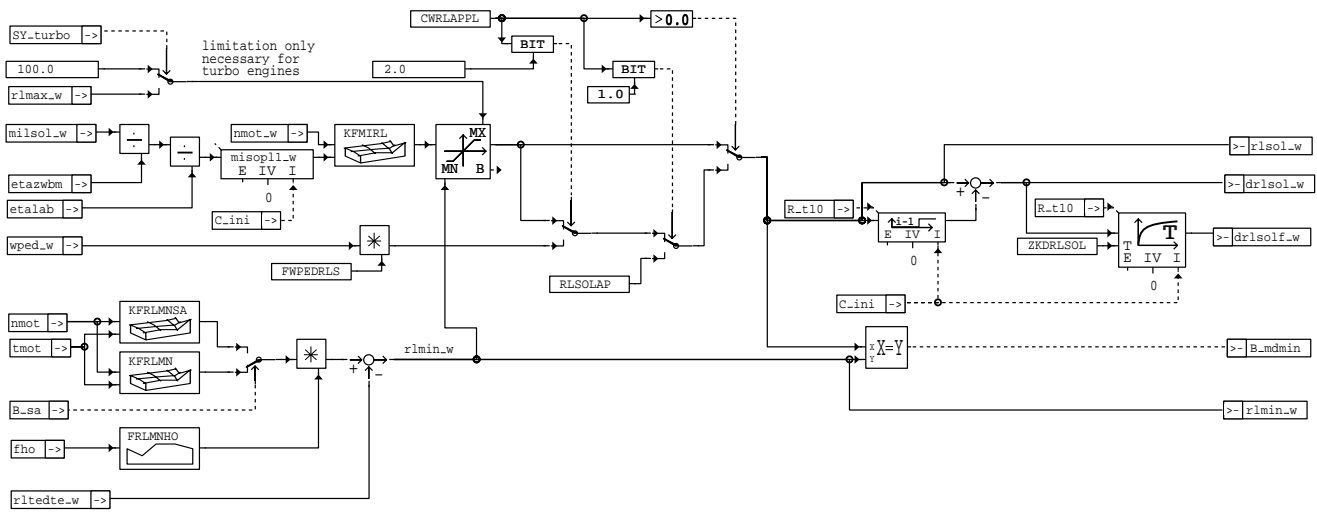 CWRLAPPL
>0.0
SY_turbo ->
limitation only
necessary for
turbo engines
BIT
100.0
2.0
BIT
rlmax_w ->
1.0
milsol_w ->
÷
÷
nmot_w ->
KFMIRL
MX
MN B
misopl1_w
E IV I
0
etazwbm ->
etalab ->
C_ini ->
wped_w ->
*
FWPEDRLS
RLSOLAP
R_t10 ->
i-1
E IV I
0
+
−
R_t10 ->
ZKDRLSOL
T
T
E IV I
0
C_ini ->
>- rlsol_w
>- drlsol_w
>- drlsolf_w
nmot ->
tmot ->
KFRLMNSA
KFRLMN
*
+
−
rlmin_w
X
Y
X=Y
>- B_mdmin
B_sa ->
>- rlmin_w
fho ->
FRLMNHO
rltedte_w ->